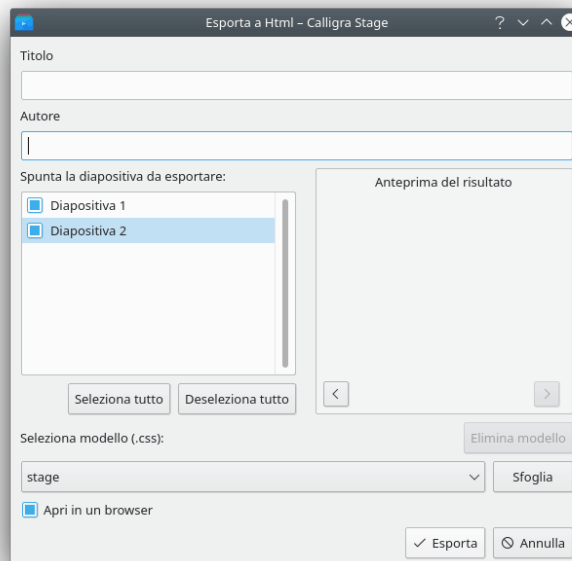 Esporta a Html – Calligra Stage
Titolo
Autore
Spunta la diapositiva da esportare:
Diapositiva 1
Diapositiva 2
Seleziona tutto
Deseleziona tutto
Anteprima del risultato
Seleziona modello (.css):
Elimina modello
stage
Sfoglia
Apri in un browser
Esporta
Annulla